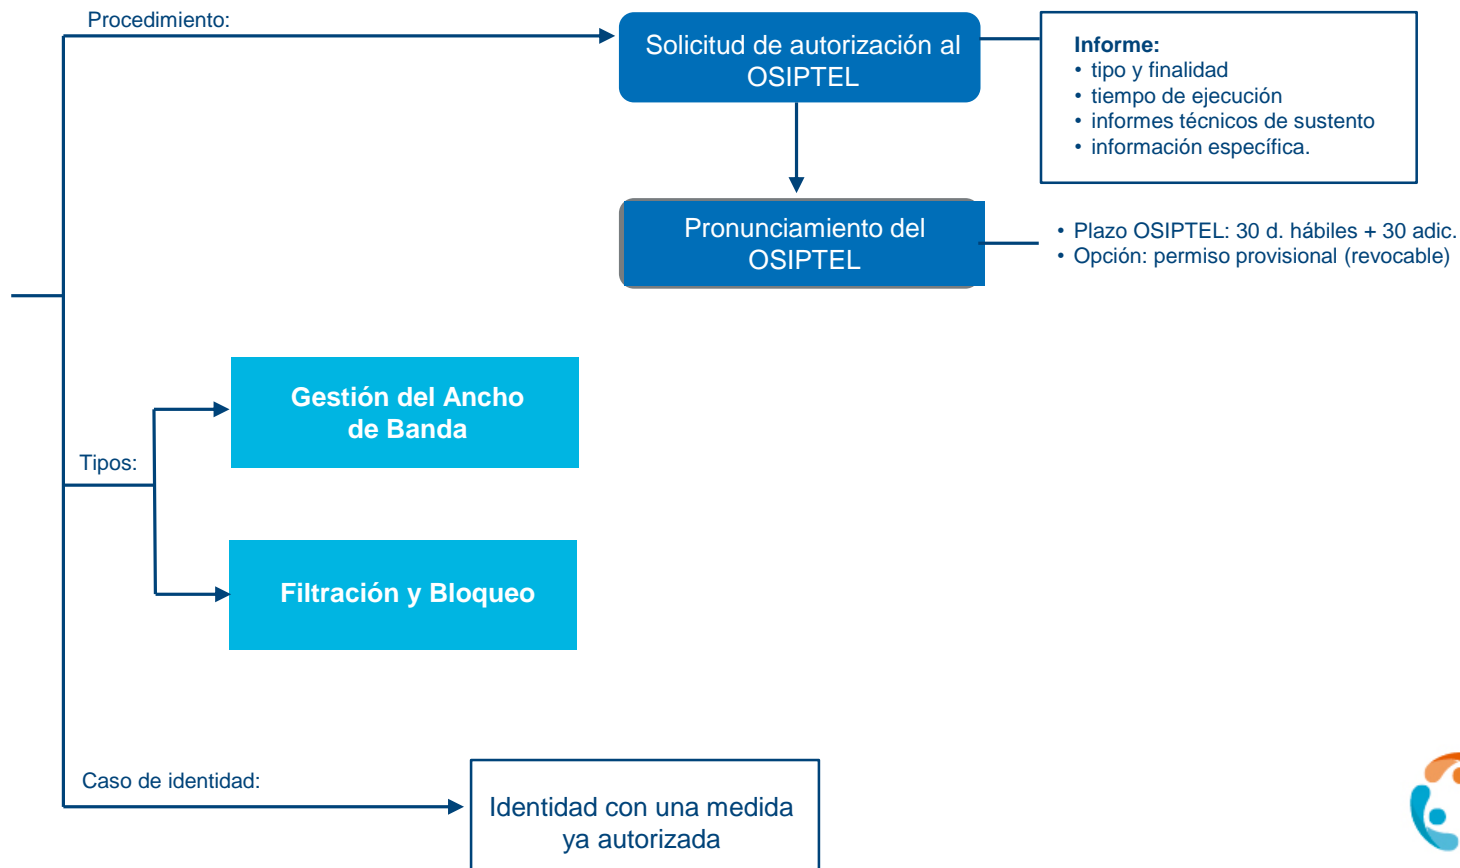 Procedimiento:
Solicitud de autorización al
OSIPTEL
Informe:
• tipo y finalidad
• tiempo de ejecución
• informes técnicos de sustento
• información específica.
Pronunciamiento del
OSIPTEL
• Plazo OSIPTEL: 30 d. hábiles + 30 adic.
• Opción: permiso provisional (revocable)
Tipos:
Gestión del Ancho
de Banda
Filtración y Bloqueo
Caso de identidad:
Identidad con una medida
ya autorizada